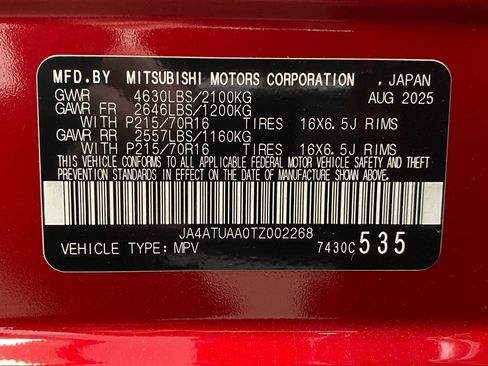 MFD.BY MITSUBISHI MOTORS CORPORATION , JAPAN
GVWR 4630LBS/2100KG AUG 2025
GAWR FR 2646LBS/1200KG
WITH P215/70R16 TIRES 16X6.5J RIMS
GAWR RR 2557LBS/1160KG
WITH P215/70R16 TIRES 16X6.5J RIMS
THIS VEHICLE CONFORMS TO ALL APPLICABLE FEDERAL MOTOR VEHICLE SAFETY AND THEFT
PREVENTION STANDARDS IN EFFECT ON THE DATE OF MANUFACTURE SHOWN ABOVE.
JA4ATUAA0TZ002268
VEHICLE TYPE: MPV 7430C 535